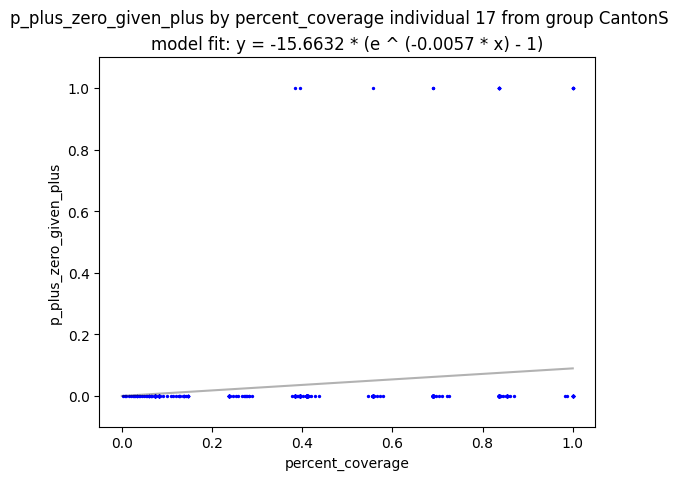 p_plus_zero_given_plus by percent_coverage individual 17 from group CantonS
model fit: y = -15.6632 * (e ^ (-0.0057 * x) - 1)
p_plus_zero_given_plus
1.0
0.8
0.6
0.4
0.2
0.0
0.0 0.2 0.4 0.6 0.8 1.0
percent_coverage